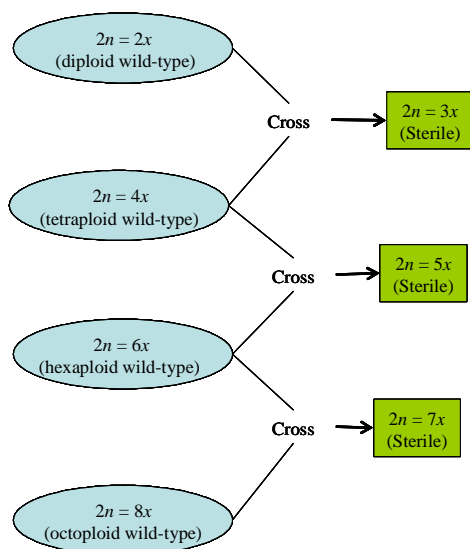 2n = 2x
(diploid wild-type)
Cross
2n = 3x
(Sterile)
2n = 4x
(tetraploid wild-type)
Cross
2n = 5x
(Sterile)
2n = 6x
(hexaploid wild-type)
Cross
2n = 7x
(Sterile)
2n = 8x
(octoploid wild-type)